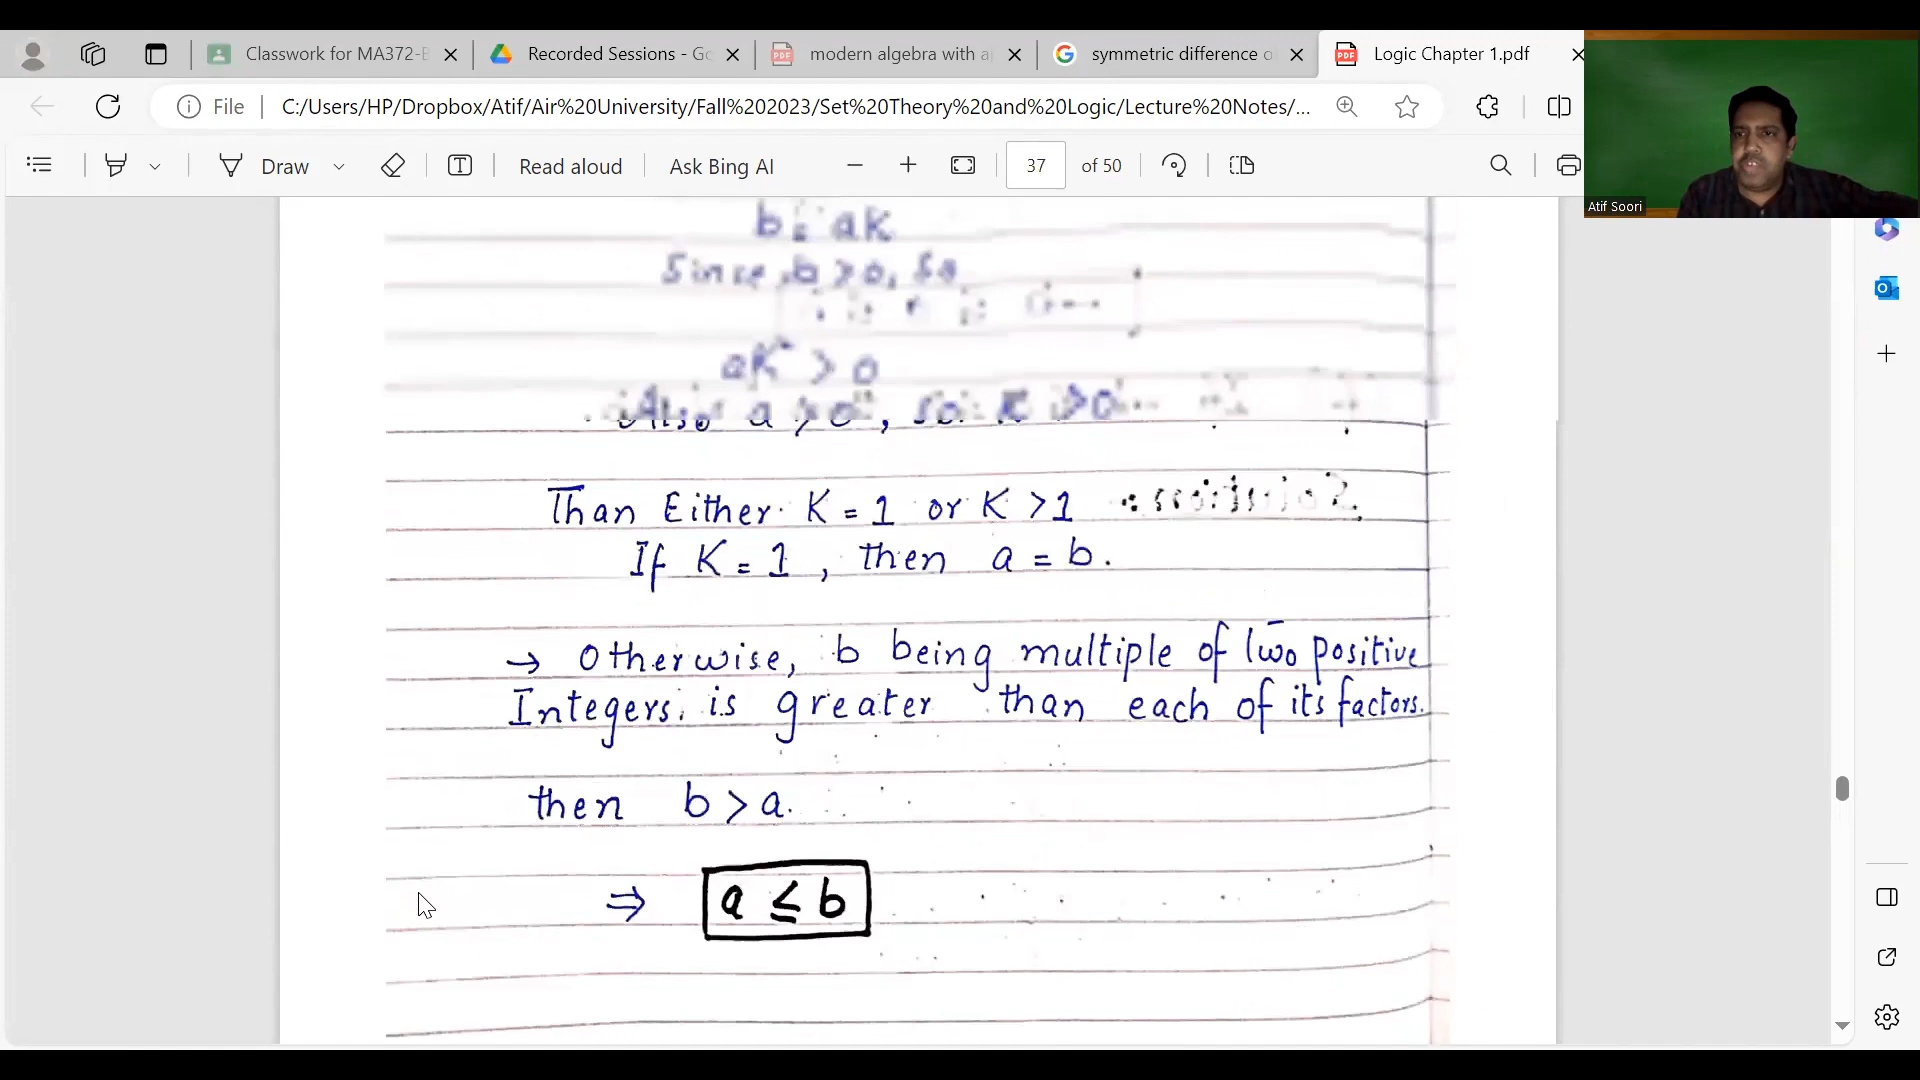 Classwork for MA372-B
Recorded Sessions - Go
modern algebra with a
symmetric difference o
Logic Chapter 1.pdf
File
C:/Users/HP/Dropbox/Atif/Air%20University/Fall%202023/Set%20Theory%20and%20Logic/Lecture%20Notes/...
Draw
Read aloud
Ask Bing AI
37 of 50
Atif Soori
b = ak
Since b > 0, so
ak > 0
Also a > 0, so K > 0
Than Either K = 1 or K > 1
If K = 1, then a = b.
→ Otherwise, b being multiple of Two positive
Integers is greater than each of its factors.
then b > a.
⇒ a ≤ b